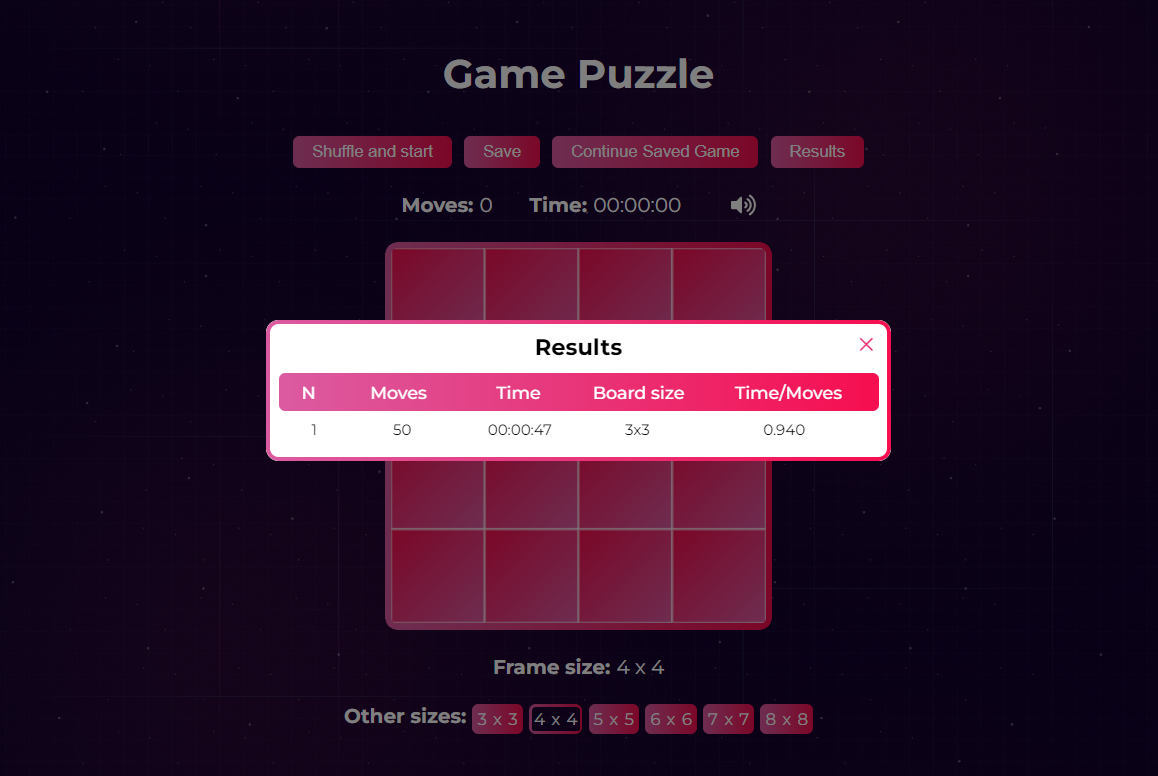 Game Puzzle
Shuffle and start Save Continue Saved Game Results
Moves: 0 Time: 00:00:00
Results
N Moves Time Board size Time/Moves
1 50 00:00:47 3x3 0.940
Frame size: 4 x 4
Other sizes: 3 x 3 4 x 4 5 x 5 6 x 6 7 x 7 8 x 8